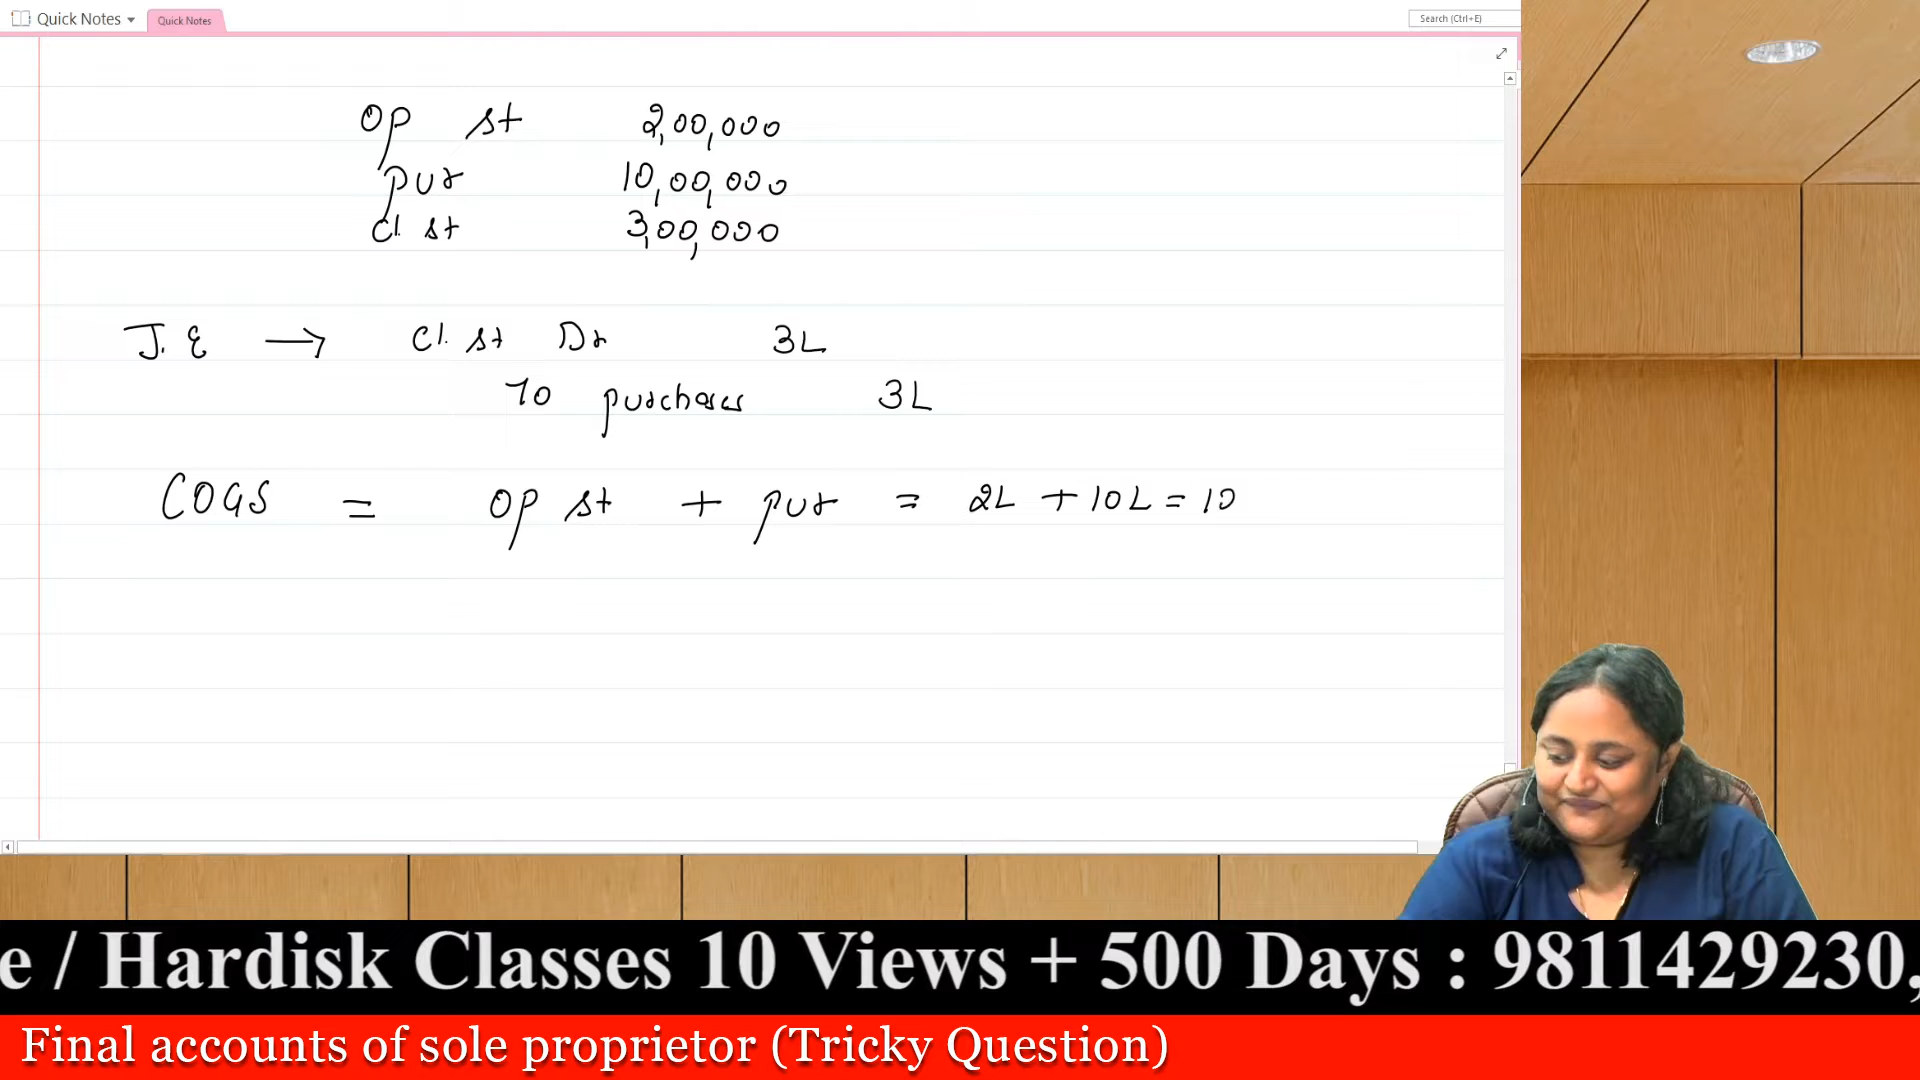 Quick Notes
Quick Notes
Search (Ctrl+E)
Op st 2,00,000
pur 10,00,000
Cl. st 3,00,000
J.E → Cl. st Dr 3L
To purchases 3L
COGS = OP st + pur = 2L + 10L = 10
e / Hardisk Classes 10 Views + 500 Days : 9811429230,
Final accounts of sole proprietor (Tricky Question)